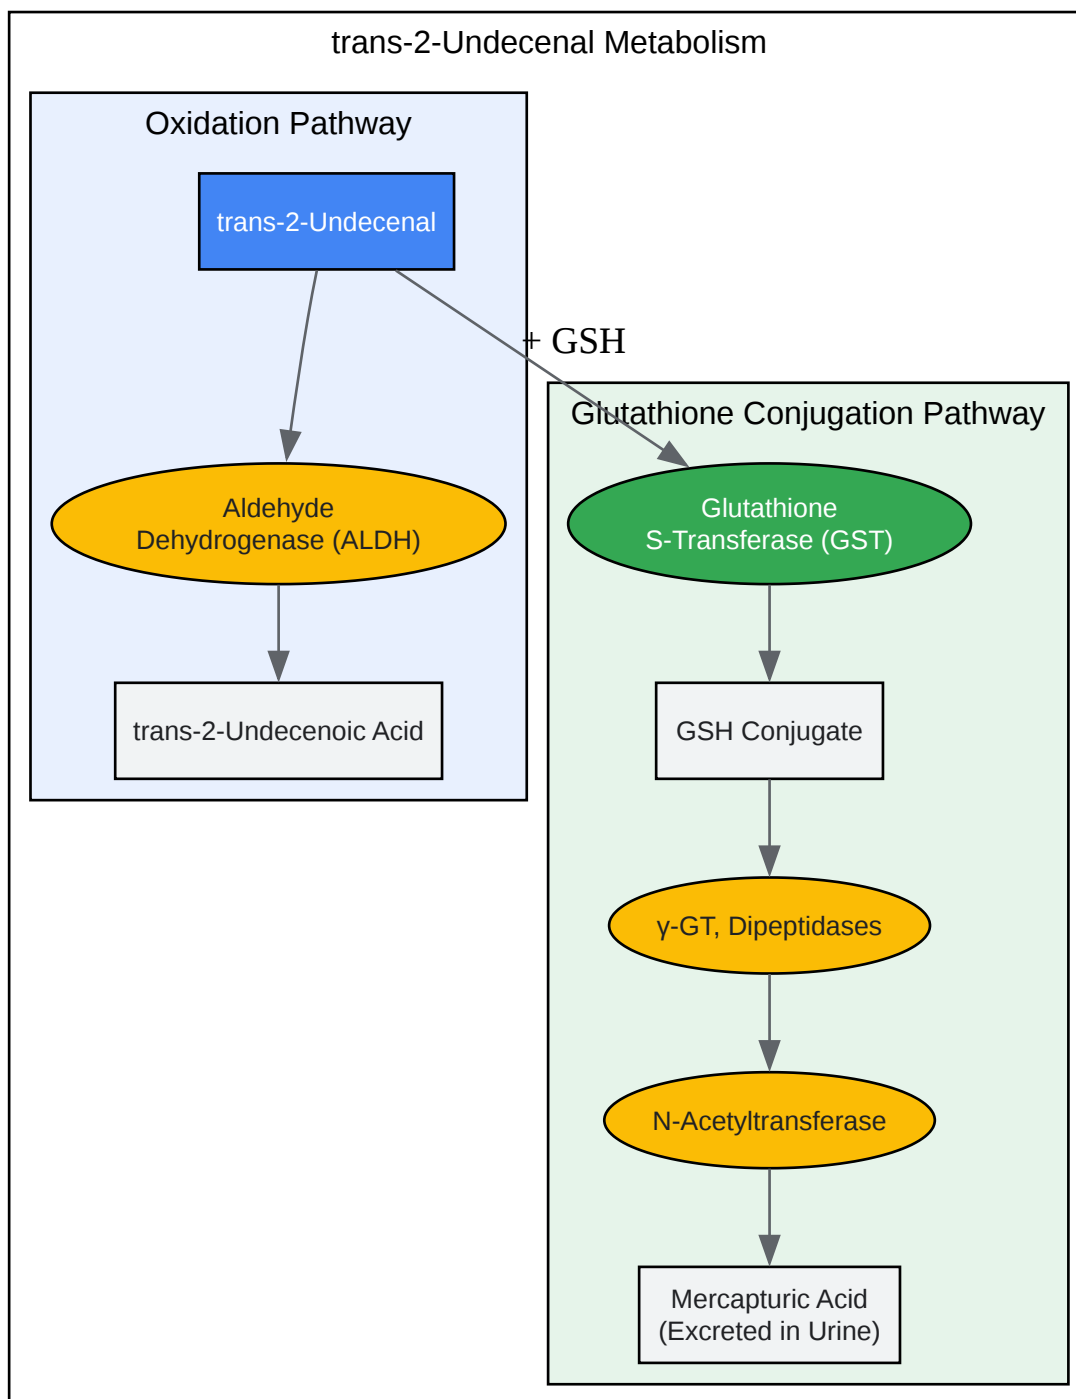 trans-2-Undecenal Metabolism
Oxidation Pathway
trans-2-Undecenal
+ GSH
Glutathione Conjugation Pathway
Aldehyde
Dehydrogenase (ALDH)
Glutathione
S-Transferase (GST)
trans-2-Undecenoic Acid
GSH Conjugate
γ-GT, Dipeptidases
N-Acetyltransferase
Mercapturic Acid
(Excreted in Urine)